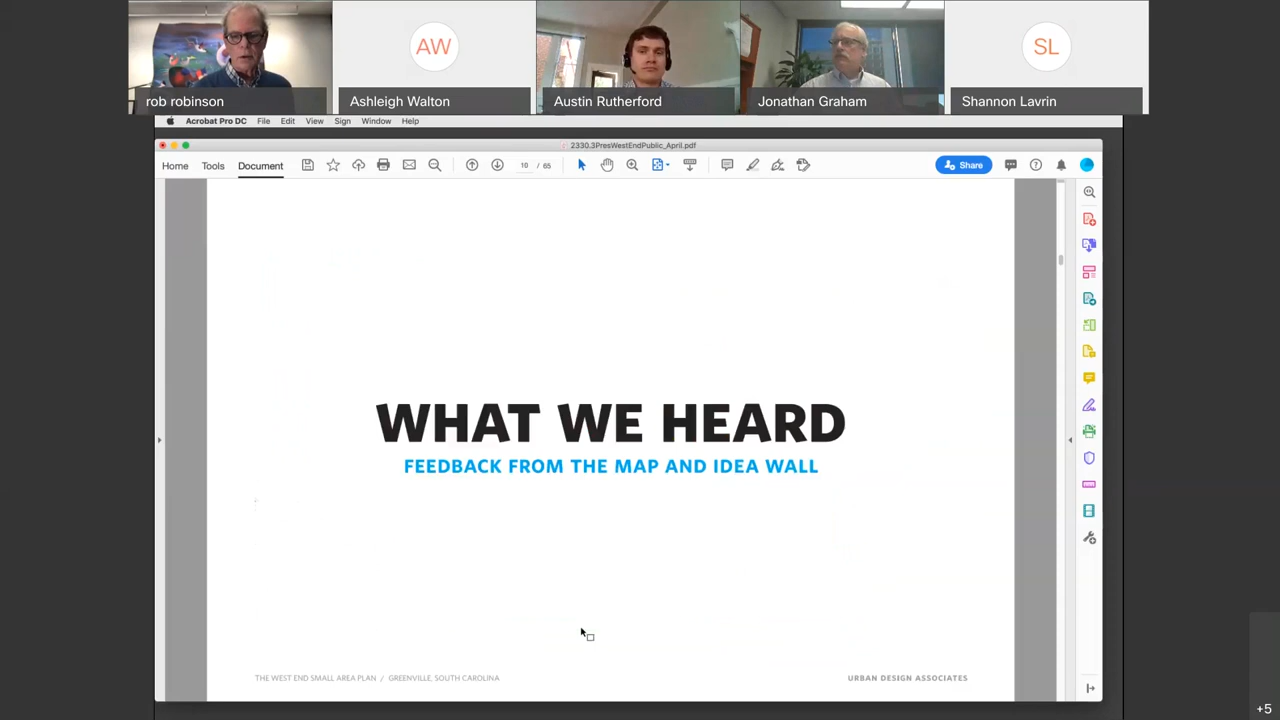 AW
SL
rob robinson
Ashleigh Walton
Austin Rutherford
Jonathan Graham
Shannon Lavrin
Acrobat Pro DC File Edit View Sign Window Help
2330.3PresWestEndPublic_April.pdf
Home Tools Document 10 / 65 Share
WHAT WE HEARD
FEEDBACK FROM THE MAP AND IDEA WALL
THE WEST END SMALL AREA PLAN / GREENVILLE, SOUTH CAROLINA URBAN DESIGN ASSOCIATES
+5